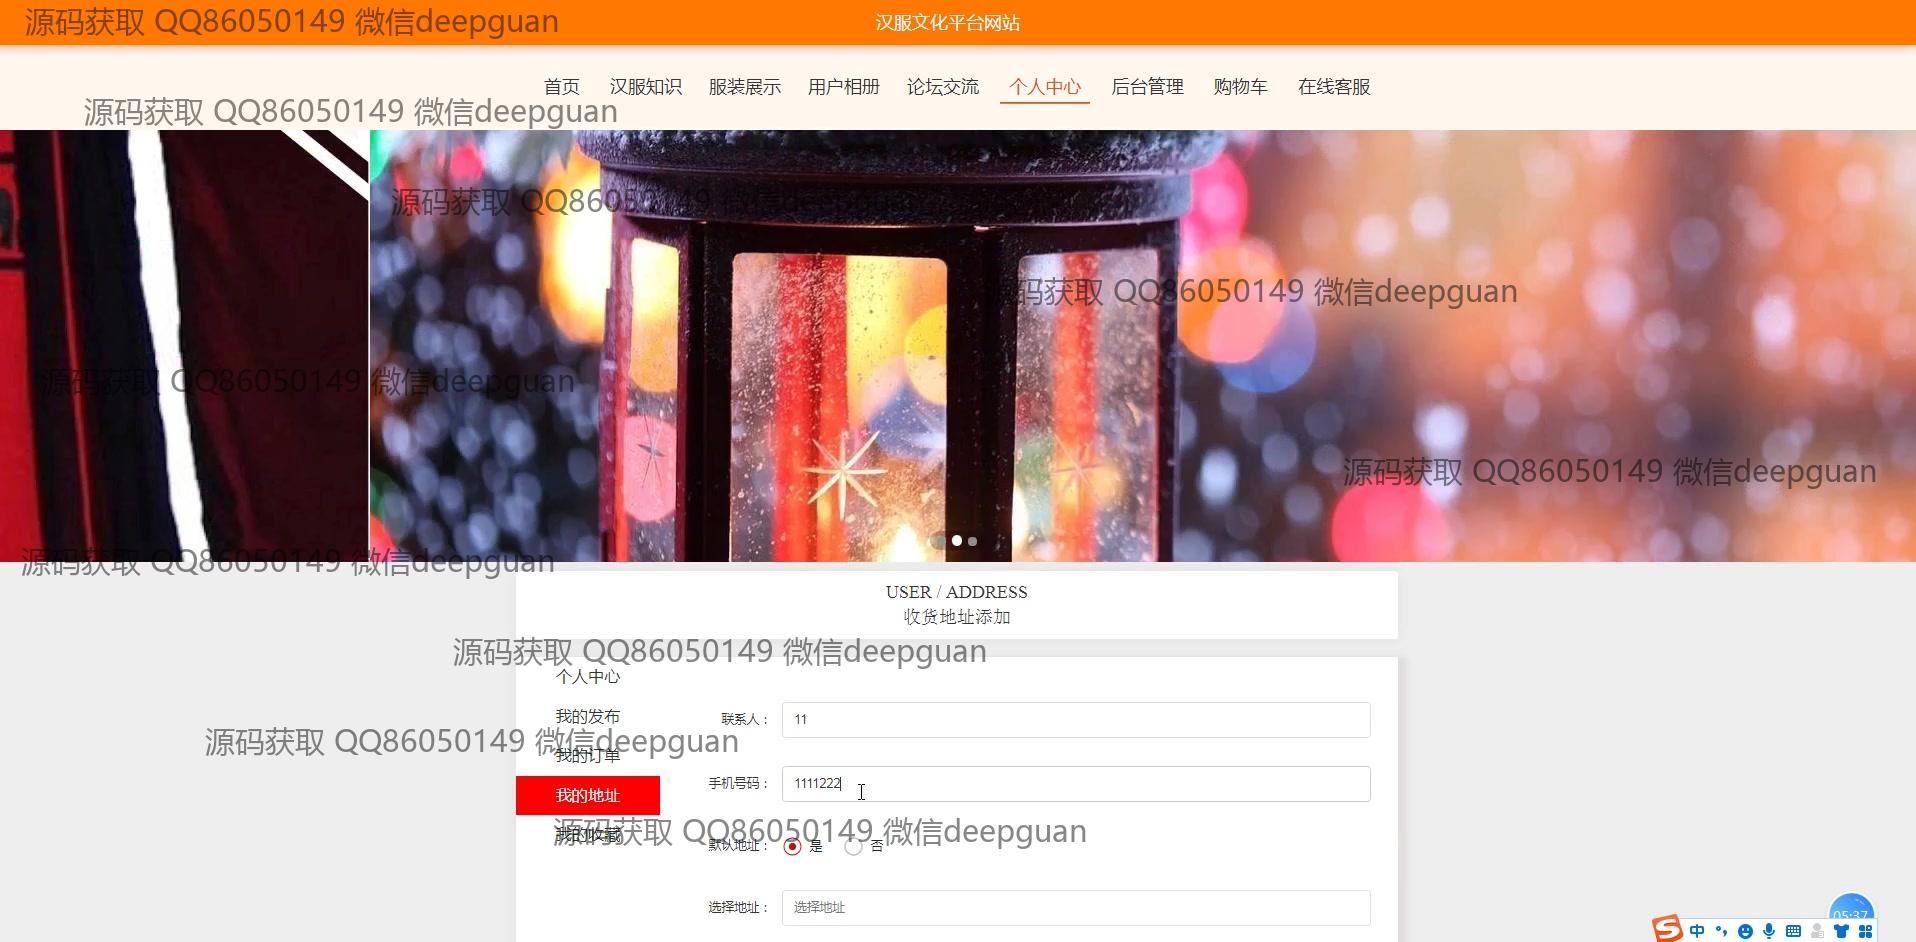 源码获取 QQ86050149 微信deepguan
汉服文化平台网站
首页 汉服知识 服装展示 用户相册 论坛交流 个人中心 后台管理 购物车 在线客服
源码获取 QQ86050149 微信deepguan
源码获取 QQ86050149
码获取 QQ86050149 微信deepguan
源码获取 QQ86050149 微信deepguan
源码获取 QQ86050149 微信deepguan
源码获取 QQ86050149 微信deepguan
USER / ADDRESS
收货地址添加
源码获取 QQ86050149 微信deepguan
个人中心
我的发布
联系人： 11
源码获取 QQ86050149 微信deepguan
我的订单
手机号码： 1111222
我的地址
我的收藏
源码获取 QQ86050149 微信deepguan
默认地址： 是 否
选择地址： 选择地址
05:37
中